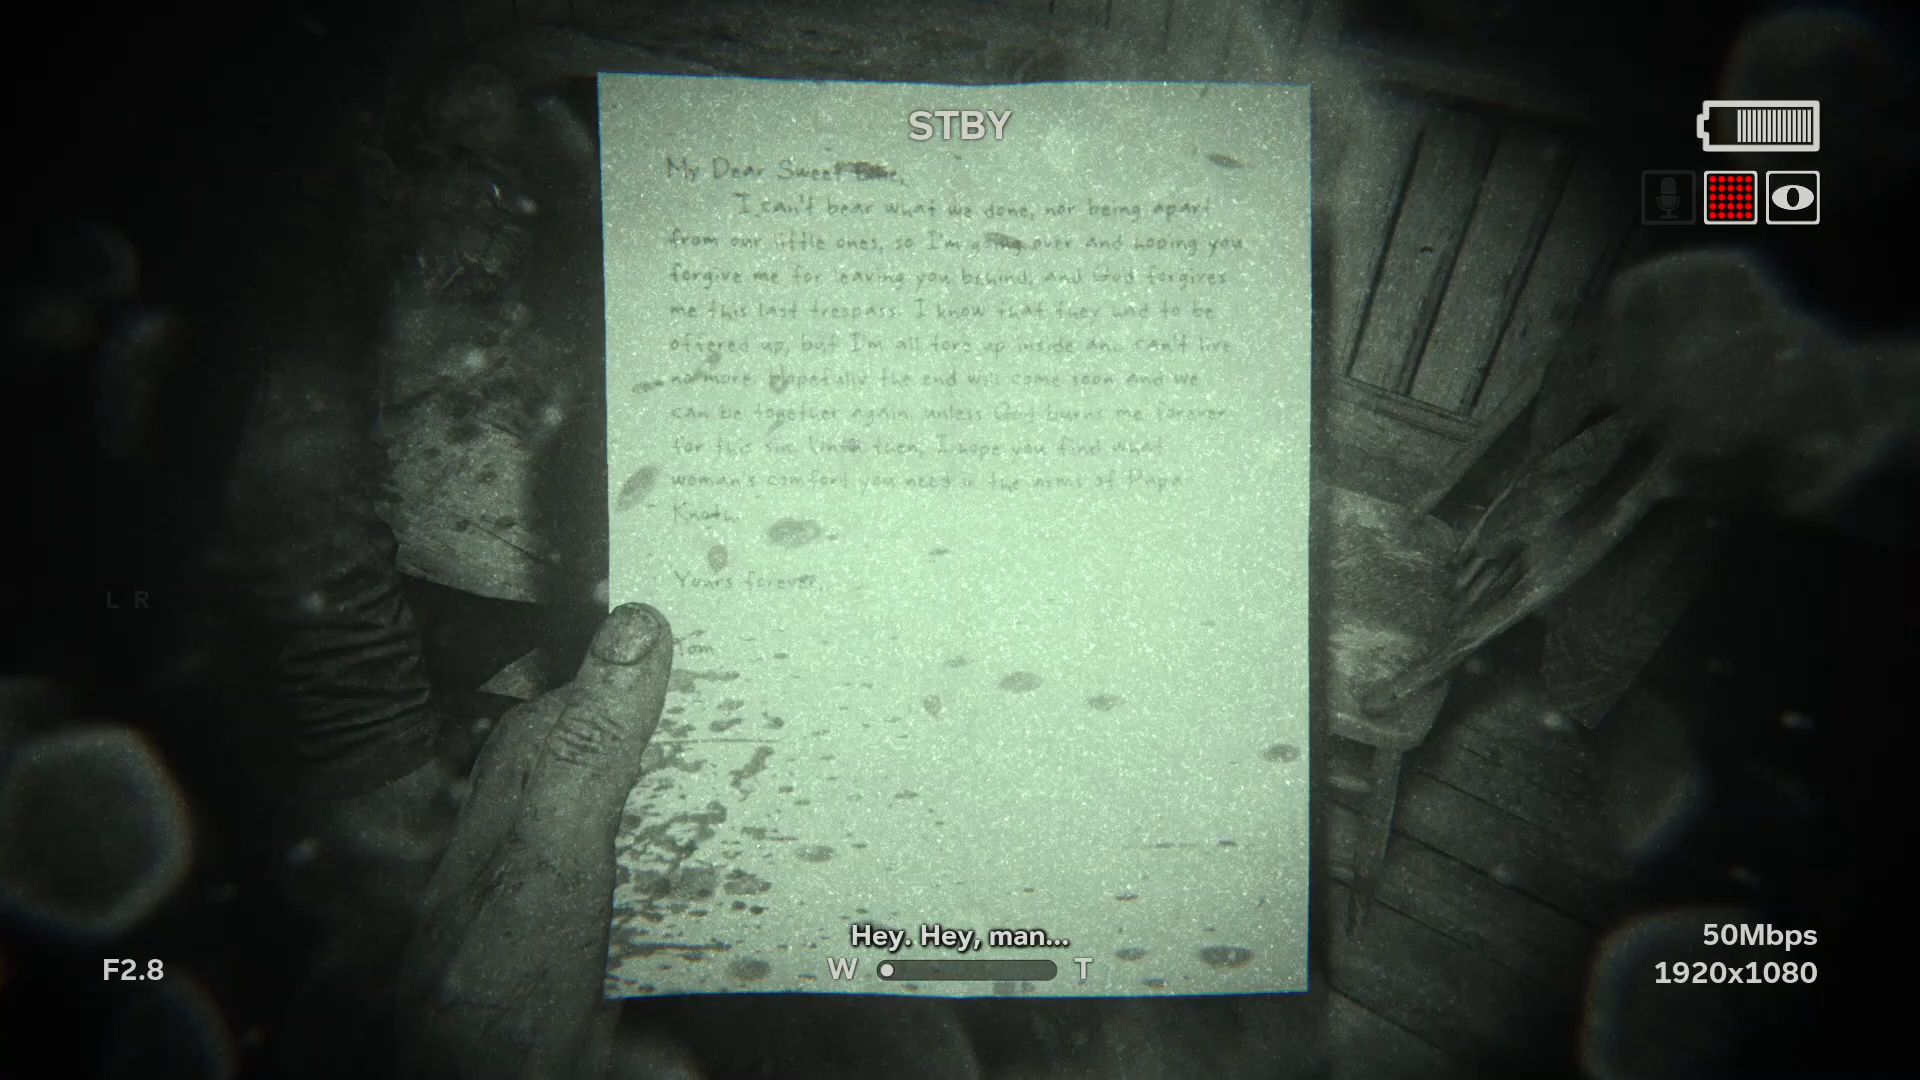 STBY
My Dear Sweet
I can't bear what we done, nor being apart
from our little ones, so I'm going over and hoping you
forgive me for leaving you behind, and God forgives
me this last trespass. I know that they had to be
offered up, but I'm all tore up inside and can't live
no more. Hopefully the end will come soon and we
can be together again, unless God burns me forever
for this sin. Until then, I hope you find what
woman's comfort you need in the arms of Papa
Knoth.
Yours forever,
Tom
L R
Hey. Hey, man...
W T
F2.8
50Mbps
1920x1080